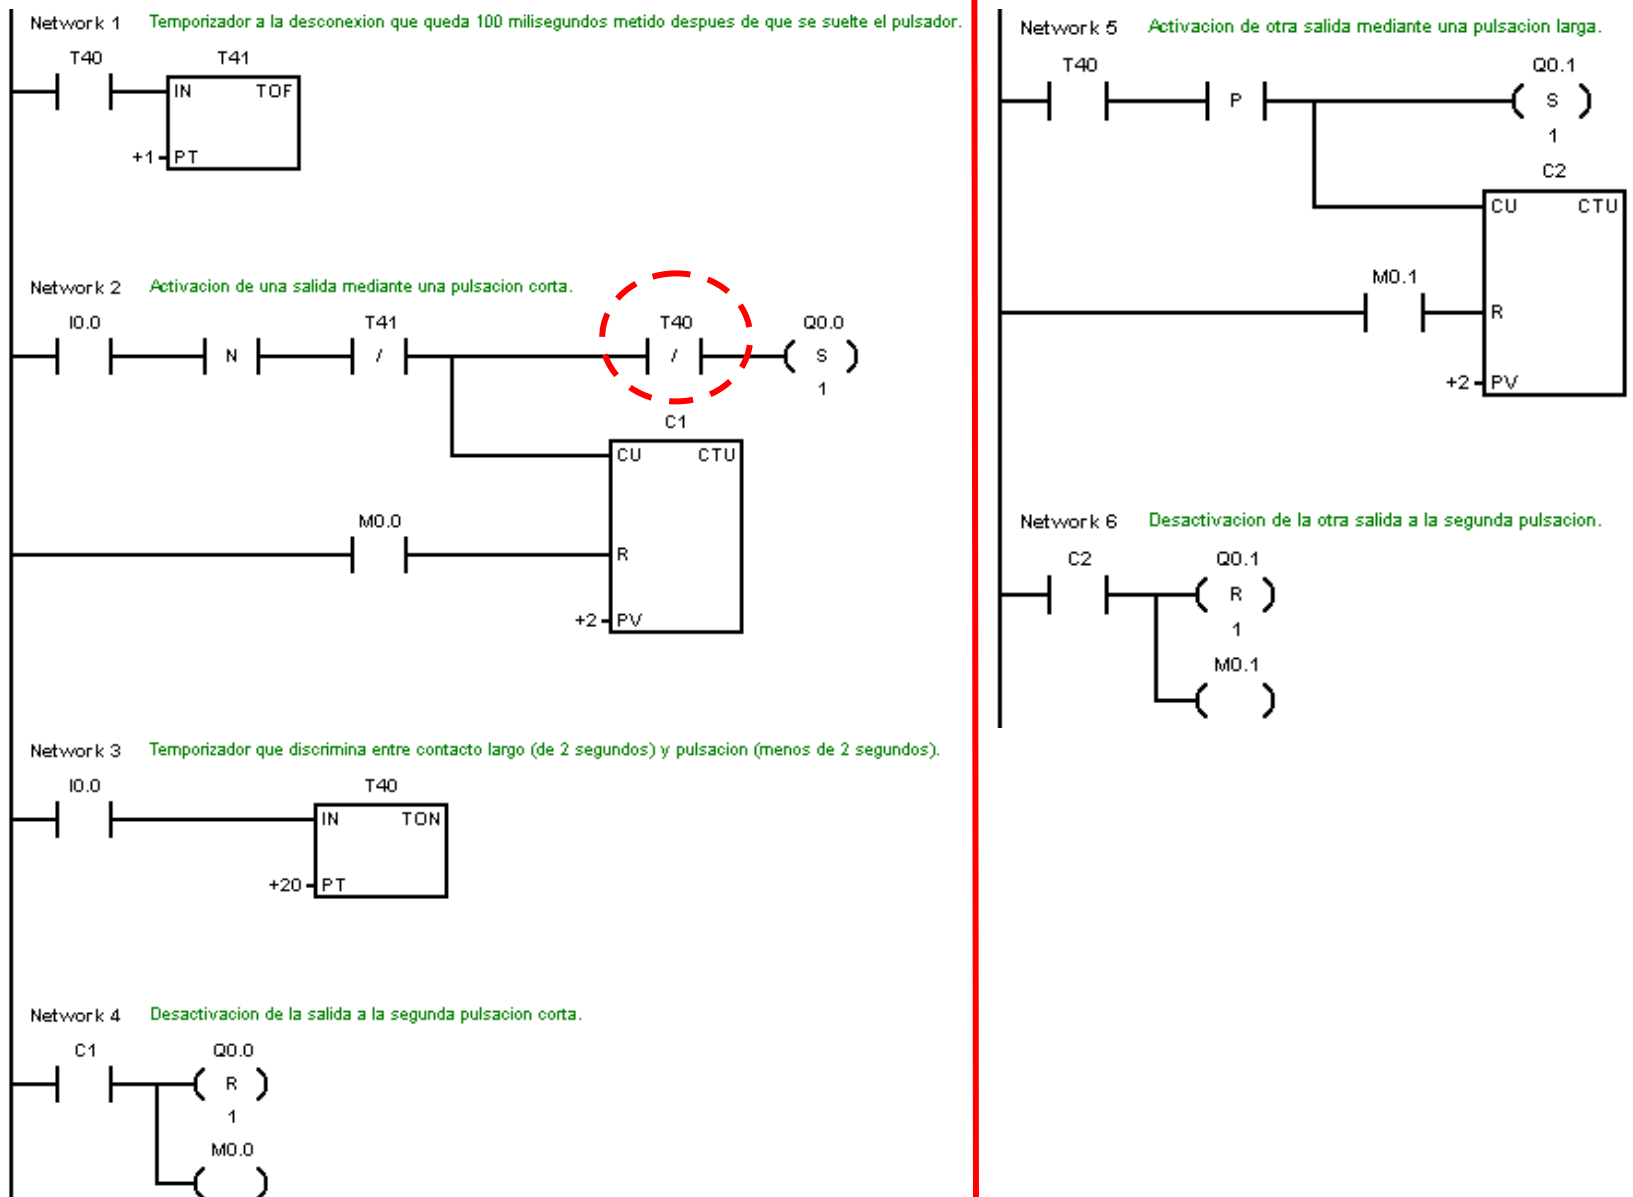 Network 1 Temporizador a la desconexion que queda 100 milisegundos metido despues de que se suelte el pulsador.
T40 T41
IN TOF
+1 PT
Network 2 Activacion de una salida mediante una pulsacion corta.
I0.0 T41 T40 Q0.0
N / / S
1
C1
CU CTU
M0.0
R
+2 PV
Network 3 Temporizador que discrimina entre contacto largo (de 2 segundos) y pulsacion (menos de 2 segundos).
I0.0 T40
IN TON
+20 PT
Network 4 Desactivacion de la salida a la segunda pulsacion corta.
C1 Q0.0
R
1
M0.0
Network 5 Activacion de otra salida mediante una pulsacion larga.
T40 Q0.1
P S
1
C2
CU CTU
M0.1
R
+2 PV
Network 6 Desactivacion de la otra salida a la segunda pulsacion.
C2 Q0.1
R
1
M0.1